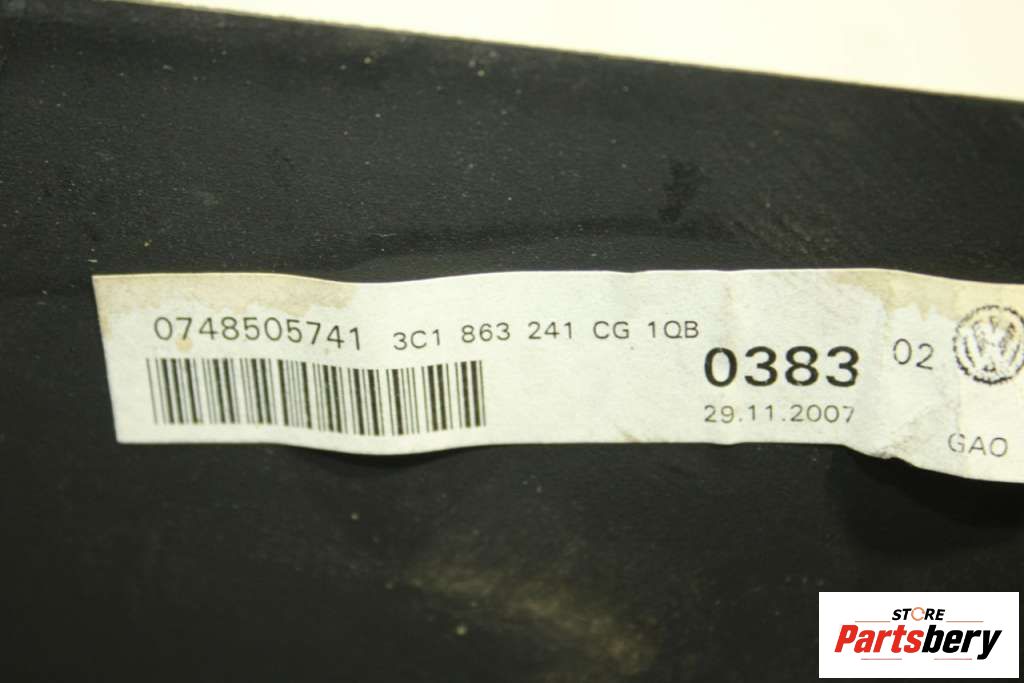 0748505741 3C1 863 241 CG 1QB
0383 02
29.11.2007
GAO
STORE
Partsbery